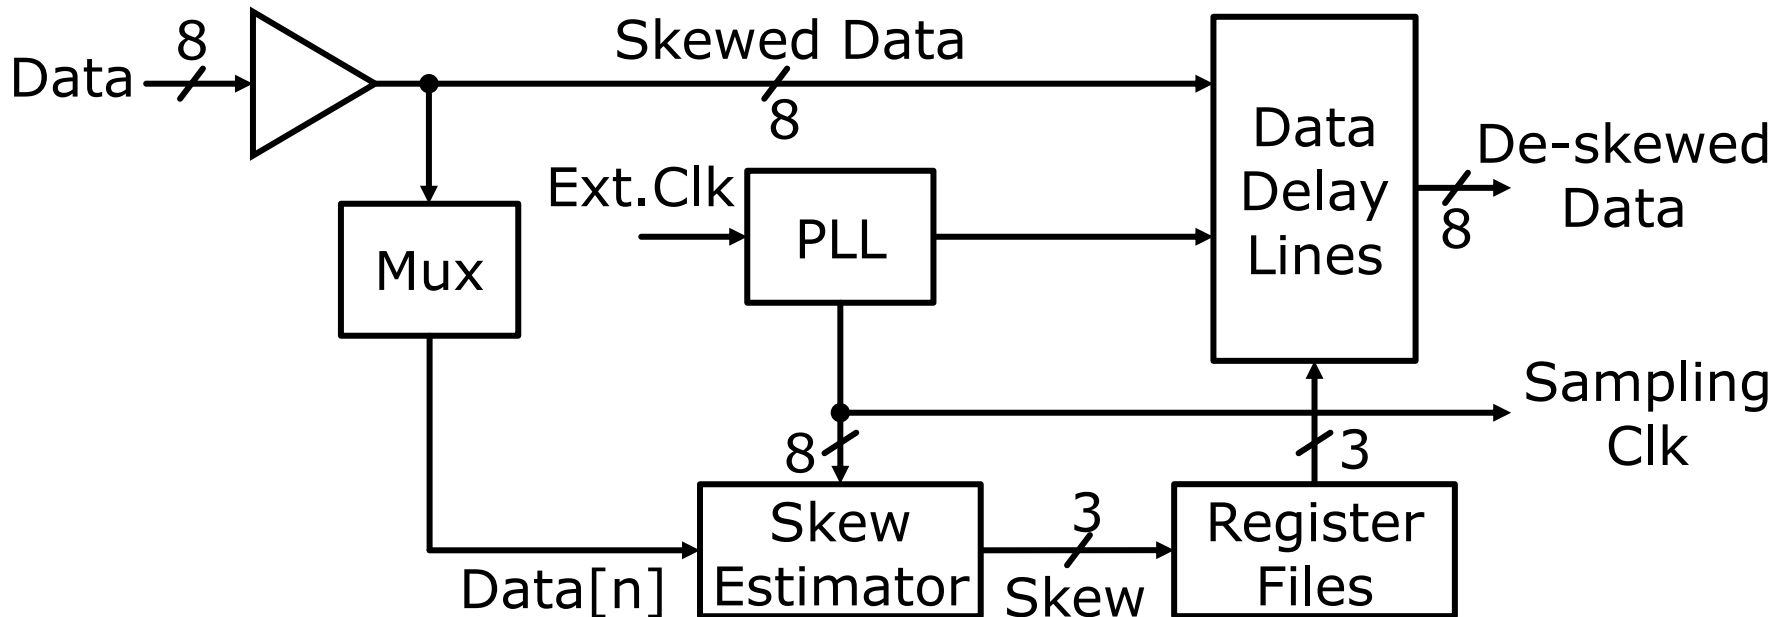 8
Skewed Data
Data
8
Data
Delay
Lines
De-skewed
Data
8
Ext.Clk
PLL
Mux
Sampling
Clk
8
3
Skew
Estimator
3
Register
Files
Data[n]
Skew